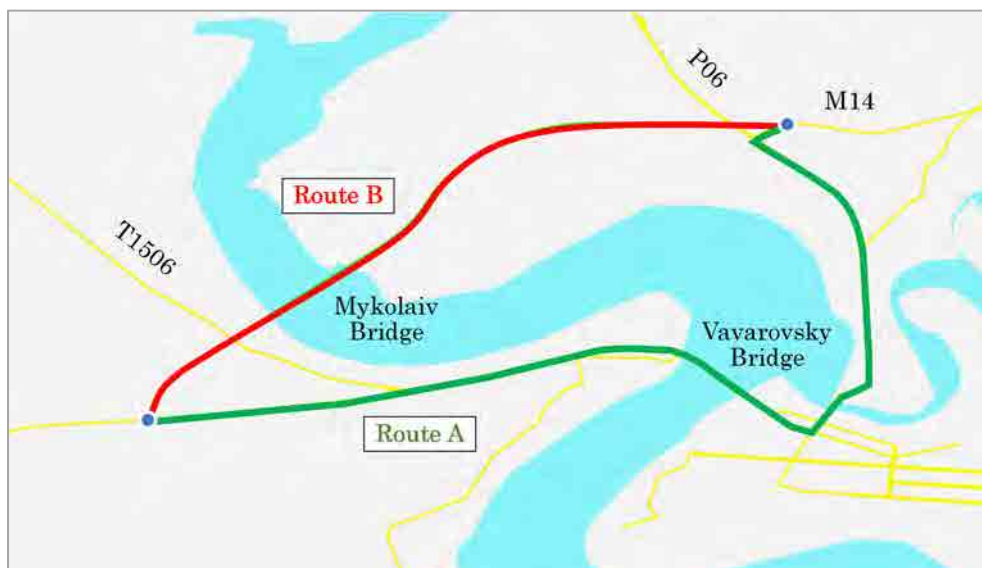 P06
M14
Route B
T1506
Mykolaiv
Bridge
Vavarovsky
Bridge
Route A